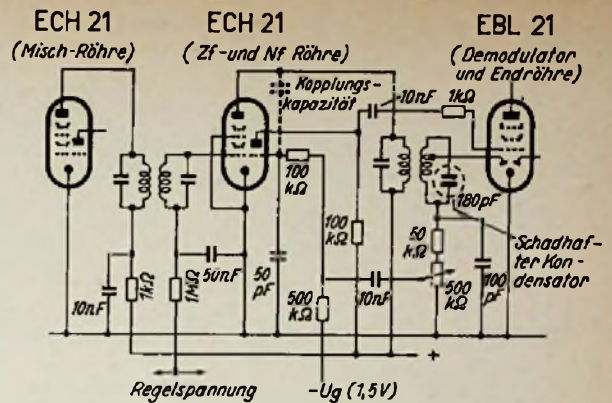 ECH 21
(Misch-Röhre)
ECH 21
(Zf-und Nf Röhre)
EBL 21
(Demodulator
und Endröhre)
Kopplungs-
kapazität
10nF
1kΩ
100
kΩ
100
kΩ
180pF
50
kΩ
Schadhaf-
ter Kon-
densator
10nF
1kΩ
1MΩ
50nF
50
pF
500
kΩ
10nF
500
kΩ
100
pF
+
Regelspannung
-Ug (1,5V)